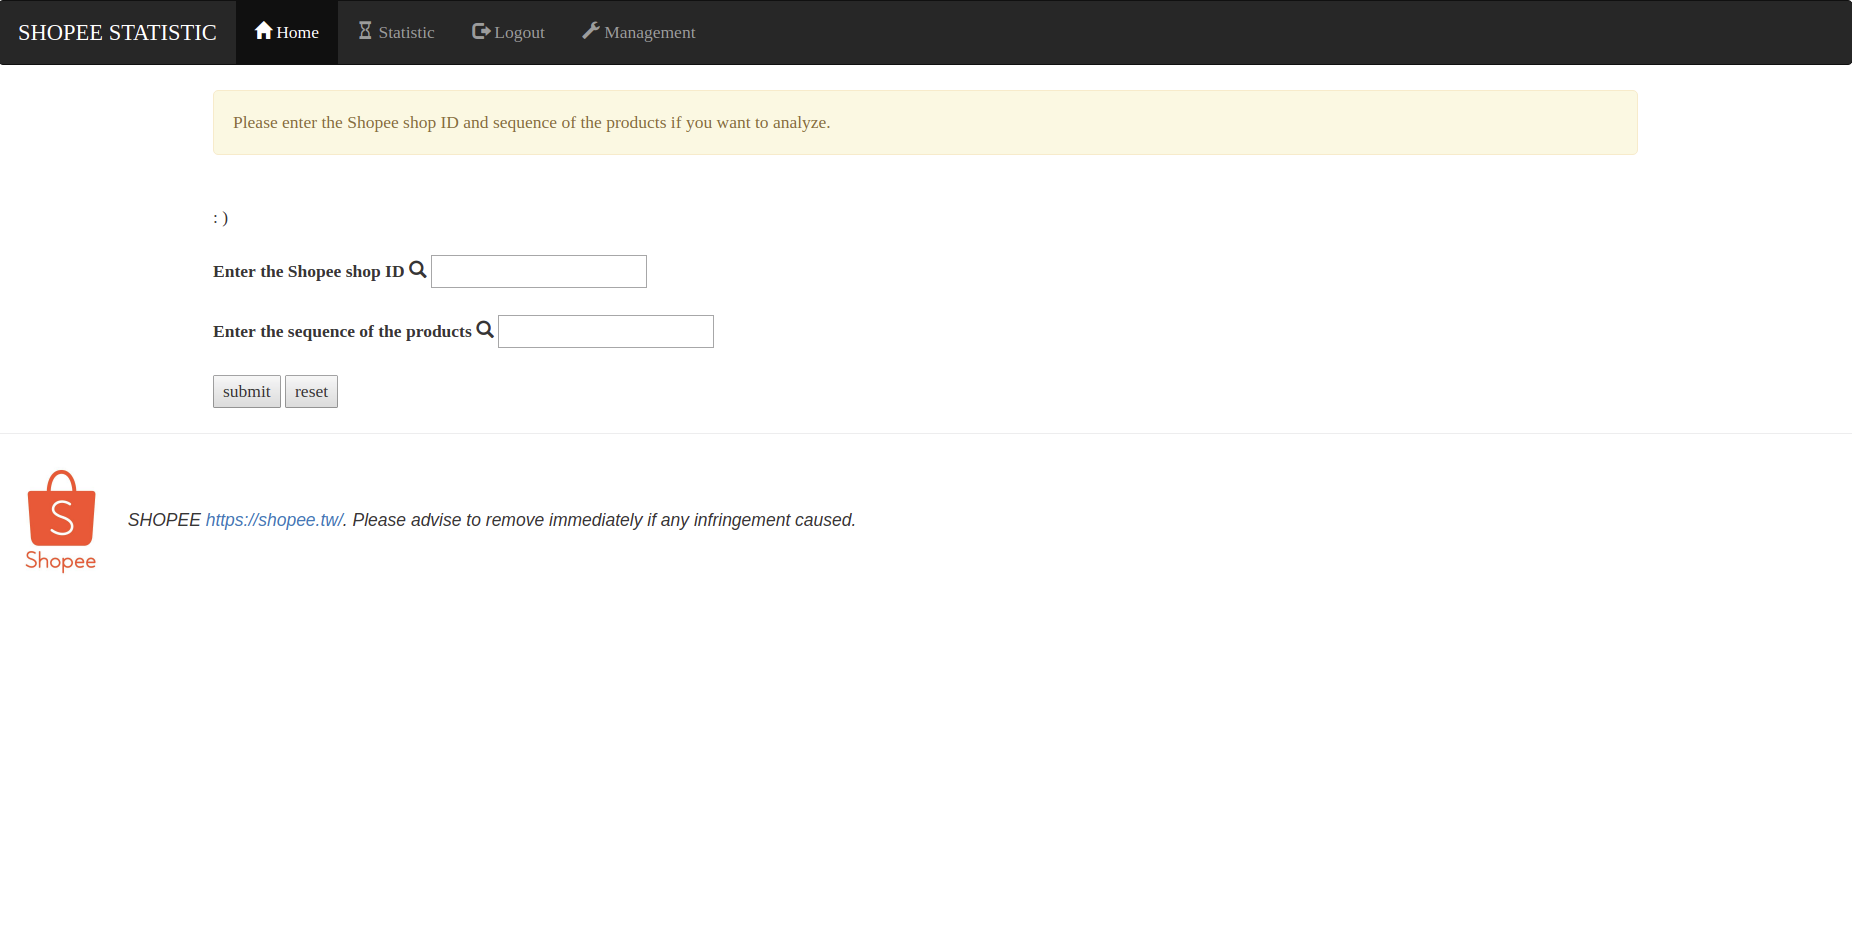 SHOPEE STATISTIC Home Statistic Logout Management
Please enter the Shopee shop ID and sequence of the products if you want to analyze.
: )
Enter the Shopee shop ID
Enter the sequence of the products
submit reset
S
Shopee
SHOPEE https://shopee.tw/. Please advise to remove immediately if any infringement caused.